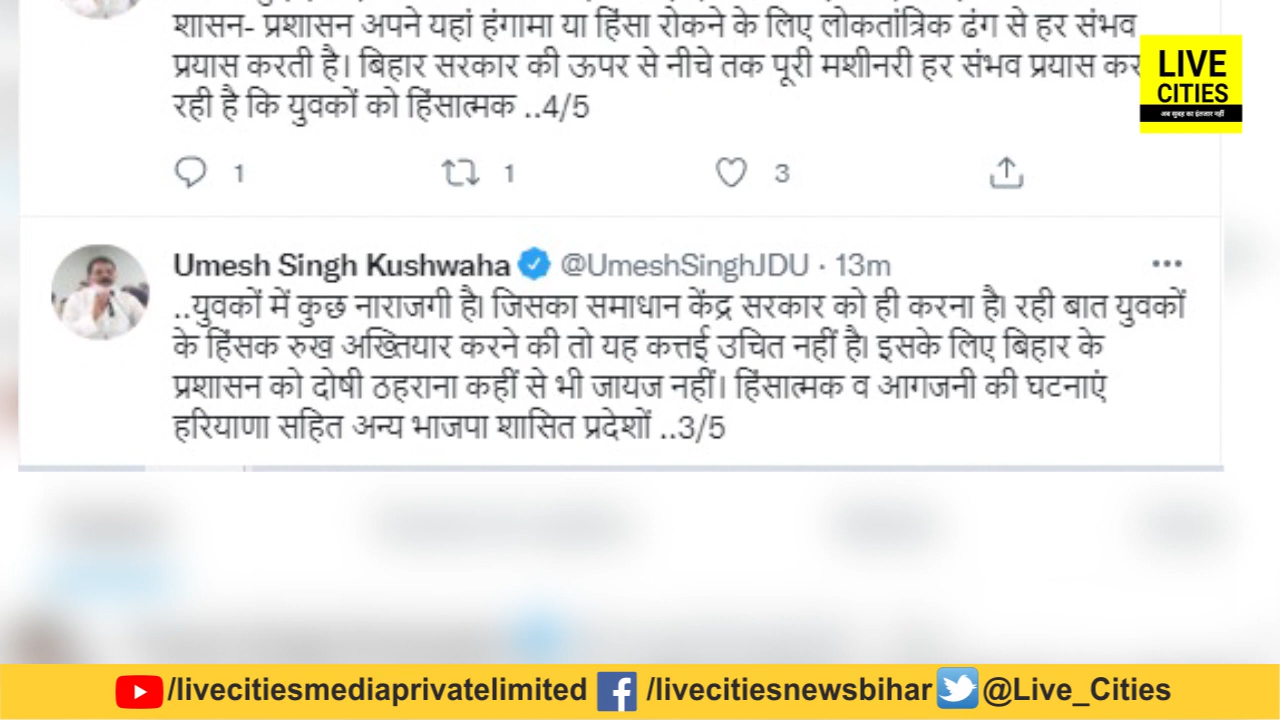 शासन- प्रशासन अपने यहां हंगामा या हिंसा रोकने के लिए लोकतांत्रिक ढंग से हर संभव
प्रयास करती है। बिहार सरकार की ऊपर से नीचे तक पूरी मशीनरी हर संभव प्रयास कर
रही है कि युवकों को हिंसात्मक ..4/5
LIVE
CITIES
अब सुबह का इंतजार नहीं
1 1 3
Umesh Singh Kushwaha @UmeshSinghJDU · 13m
..युवकों में कुछ नाराजगी है। जिसका समाधान केंद्र सरकार को ही करना है। रही बात युवकों
के हिंसक रुख अख्तियार करने की तो यह कत्तई उचित नहीं है। इसके लिए बिहार के
प्रशासन को दोषी ठहराना कहीं से भी जायज नहीं। हिंसात्मक व आगजनी की घटनाएं
हरियाणा सहित अन्य भाजपा शासित प्रदेशों ..3/5
/livecitiesmediaprivatelimited /livecitiesnewsbihar @Live_Cities